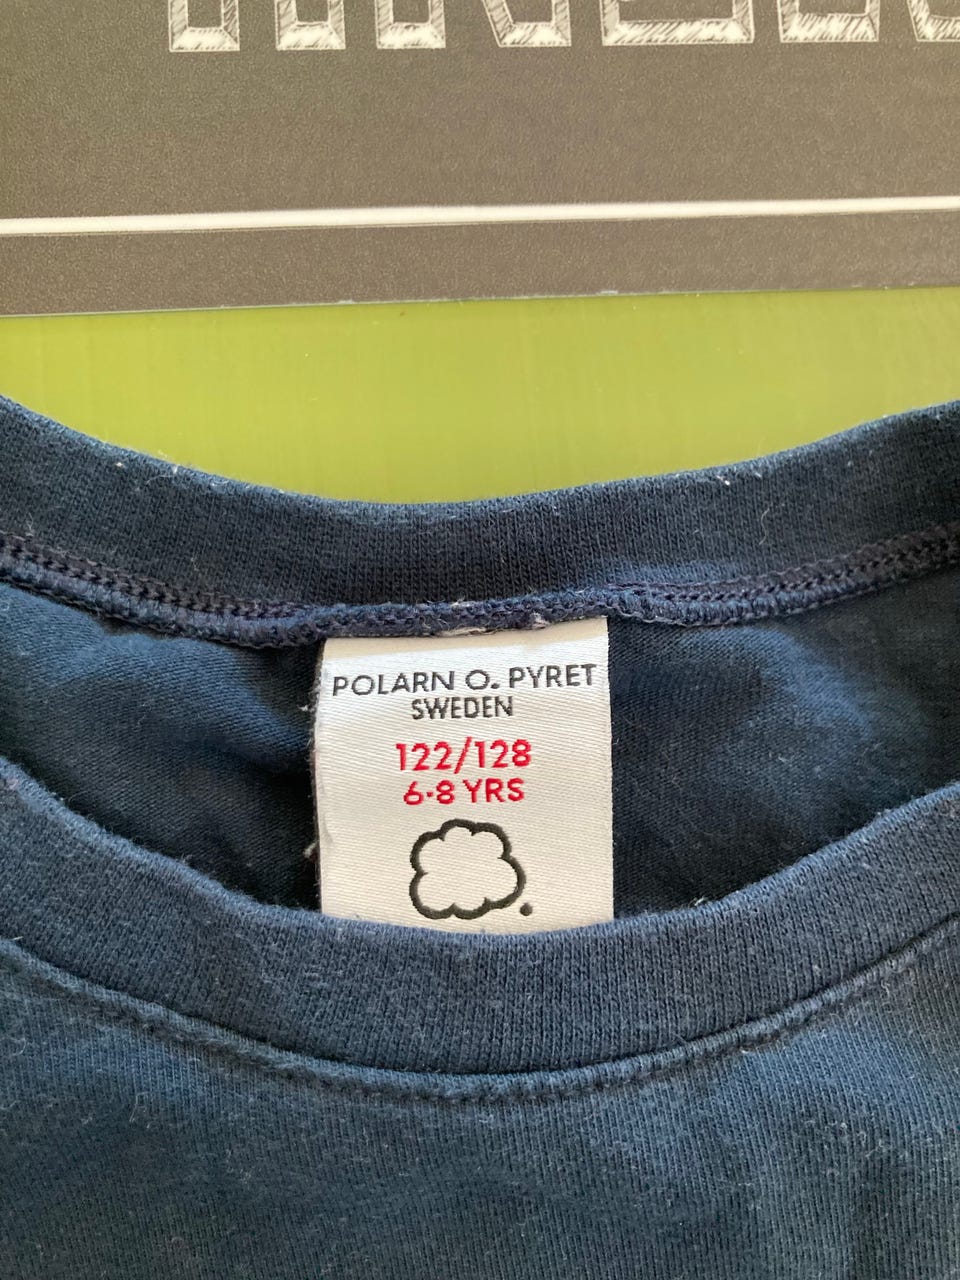 POLARN O. PYRET
SWEDEN
122/128
6-8 YRS